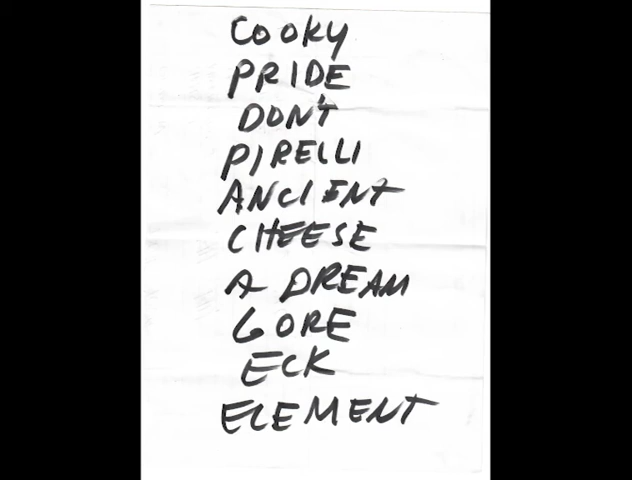 COOKY
PRIDE
DON'T
PIRELLI
ANCIENT
CHEESE
A DREAM
GORE
ECK
ELEMENT